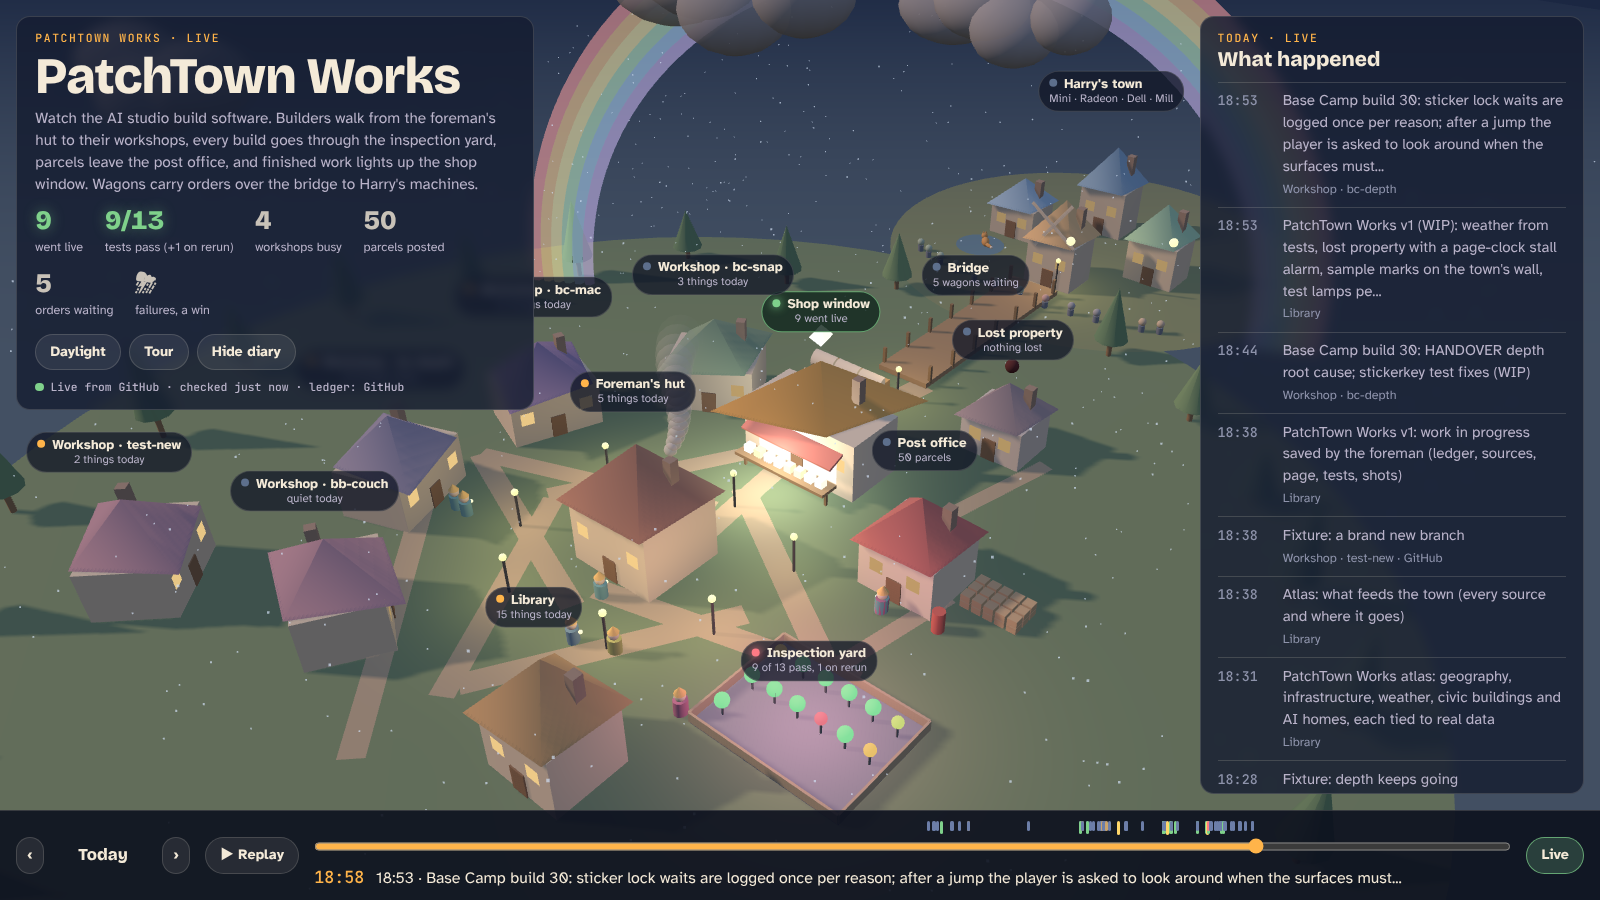 PATCHTOWN WORKS · LIVE
PatchTown Works
Watch the AI studio build software. Builders walk from the foreman's
hut to their workshops, every build goes through the inspection yard,
parcels leave the post office, and finished work lights up the shop
window. Wagons carry orders over the bridge to Harry's machines.
9
went live
9/13
tests pass (+1 on rerun)
4
workshops busy
50
parcels posted
5
orders waiting
failures, a win
Daylight
Tour
Hide diary
Live from GitHub · checked just now · ledger: GitHub
Harry's town
Mini · Radeon · Dell · Mill
Workshop · bc-snap
3 things today
Bridge
5 wagons waiting
p · bc-mac
s today
Shop window
9 went live
Lost property
nothing lost
Foreman's hut
5 things today
Workshop · test-new
2 things today
Post office
50 parcels
Workshop · bb-couch
quiet today
Library
15 things today
Inspection yard
9 of 13 pass, 1 on rerun
TODAY · LIVE
What happened
18:53
Base Camp build 30: sticker lock waits are
logged once per reason; after a jump the
player is asked to look around when the
surfaces must...
Workshop · bc-depth
18:53
PatchTown Works v1 (WIP): weather from
tests, lost property with a page-clock stall
alarm, sample marks on the town's wall,
test lamps pe...
Library
18:44
Base Camp build 30: HANDOVER depth
root cause; stickerkey test fixes (WIP)
Workshop · bc-depth
18:38
PatchTown Works v1: work in progress
saved by the foreman (ledger, sources,
page, tests, shots)
Library
18:38
Fixture: a brand new branch
Workshop · test-new · GitHub
18:38
Atlas: what feeds the town (every source
and where it goes)
Library
18:31
PatchTown Works atlas: geography,
infrastructure, weather, civic buildings and
AI homes, each tied to real data
Library
18:28
Fixture: depth keeps going
‹
Today
›
▶ Replay
Live
18:58
18:53 · Base Camp build 30: sticker lock waits are logged once per reason; after a jump the player is asked to look around when the surfaces must...